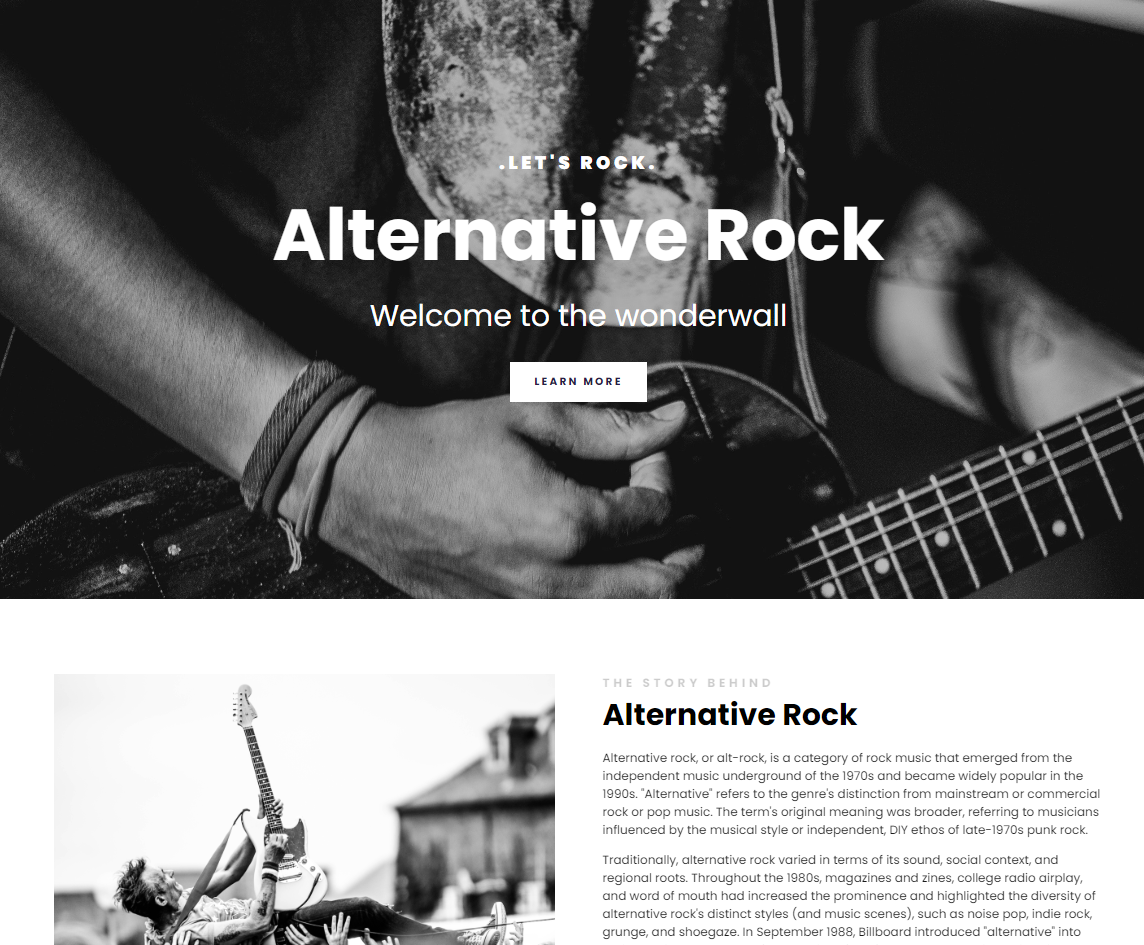 .LET'S ROCK.
Alternative Rock
Welcome to the wonderwall
LEARN MORE
THE STORY BEHIND
Alternative Rock
Alternative rock, or alt-rock, is a category of rock music that emerged from the
independent music underground of the 1970s and became widely popular in the
1990s. "Alternative" refers to the genre's distinction from mainstream or commercial
rock or pop music. The term's original meaning was broader, referring to musicians
influenced by the musical style or independent, DIY ethos of late-1970s punk rock.
Traditionally, alternative rock varied in terms of its sound, social context, and
regional roots. Throughout the 1980s, magazines and zines, college radio airplay,
and word of mouth had increased the prominence and highlighted the diversity of
alternative rock's distinct styles (and music scenes), such as noise pop, indie rock,
grunge, and shoegaze. In September 1988, Billboard introduced "alternative" into